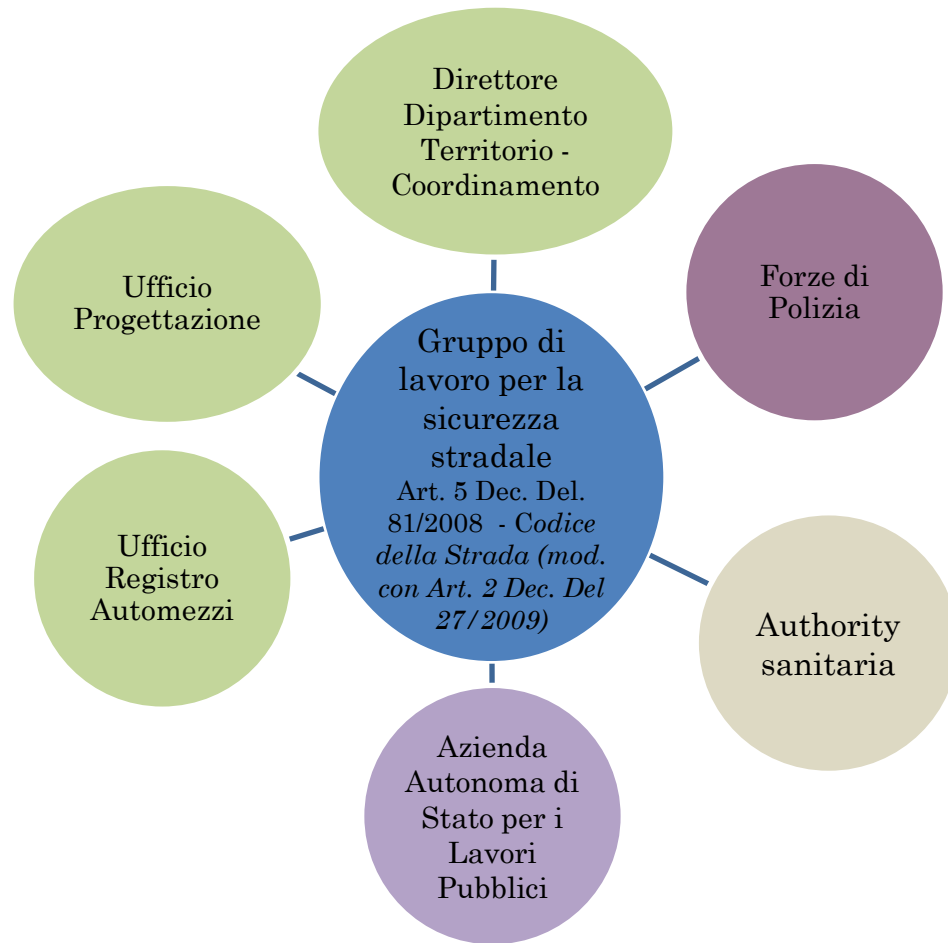 Direttore
Dipartimento
Territorio -
Coordinamento
Forze di
Polizia
Ufficio
Progettazione
Gruppo di
lavoro per la
sicurezza
stradale
Art. 5 Dec. Del.
81/2008 - Codice
della Strada (mod.
con Art. 2 Dec. Del
27/2009)
Ufficio
Registro
Automezzi
Authority
sanitaria
Azienda
Autonoma di
Stato per i
Lavori
Pubblici